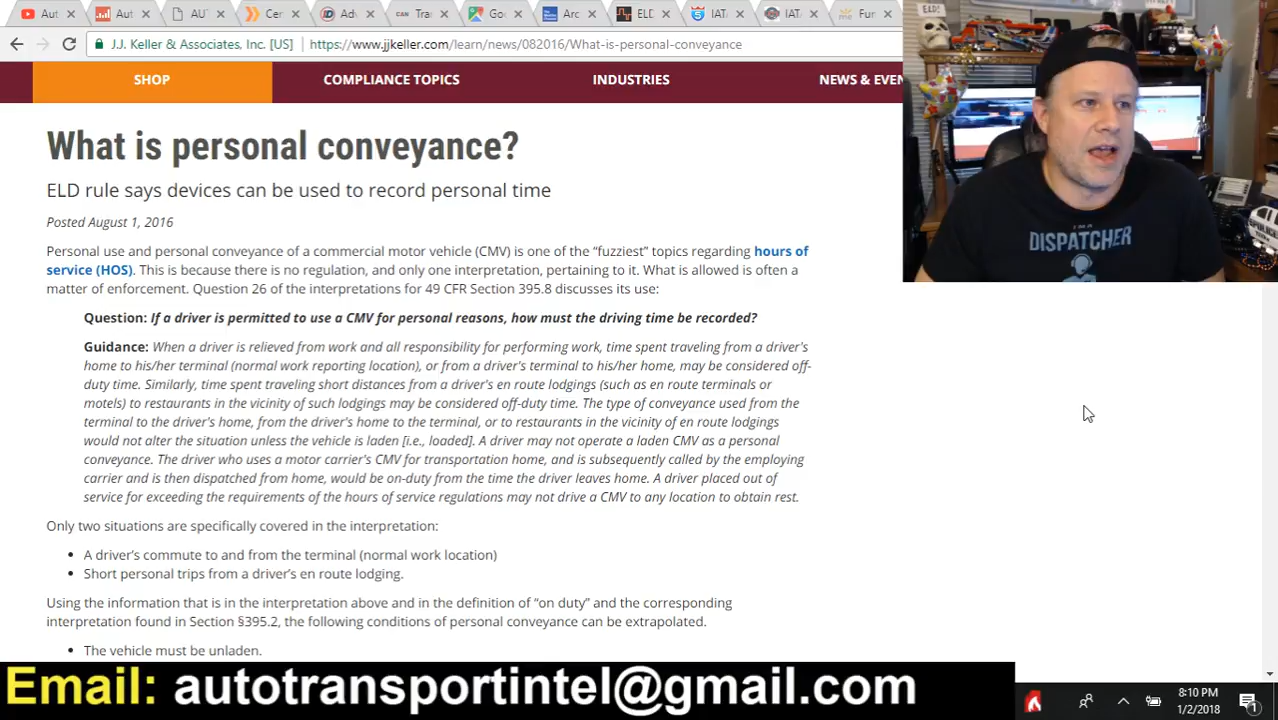 Aut
Aut
AUT
Cer
Adv
Tra
Goo
Arc
ELD
IAT
IAT
Fur
J.J. Keller & Associates, Inc. [US]
https://www.jjkeller.com/learn/news/082016/What-is-personal-conveyance
SHOP
COMPLIANCE TOPICS
INDUSTRIES
NEWS & EVEN
What is personal conveyance?
ELD rule says devices can be used to record personal time
Posted August 1, 2016
Personal use and personal conveyance of a commercial motor vehicle (CMV) is one of the “fuzziest” topics regarding hours of
service (HOS). This is because there is no regulation, and only one interpretation, pertaining to it. What is allowed is often a
matter of enforcement. Question 26 of the interpretations for 49 CFR Section 395.8 discusses its use:
Question: If a driver is permitted to use a CMV for personal reasons, how must the driving time be recorded?
Guidance: When a driver is relieved from work and all responsibility for performing work, time spent traveling from a driver's
home to his/her terminal (normal work reporting location), or from a driver's terminal to his/her home, may be considered off-
duty time. Similarly, time spent traveling short distances from a driver's en route lodgings (such as en route terminals or
motels) to restaurants in the vicinity of such lodgings may be considered off-duty time. The type of conveyance used from the
terminal to the driver's home, from the driver's home to the terminal, or to restaurants in the vicinity of en route lodgings
would not alter the situation unless the vehicle is laden [i.e., loaded]. A driver may not operate a laden CMV as a personal
conveyance. The driver who uses a motor carrier's CMV for transportation home, and is subsequently called by the employing
carrier and is then dispatched from home, would be on-duty from the time the driver leaves home. A driver placed out of
service for exceeding the requirements of the hours of service regulations may not drive a CMV to any location to obtain rest.
Only two situations are specifically covered in the interpretation:
• A driver’s commute to and from the terminal (normal work location)
• Short personal trips from a driver’s en route lodging.
Using the information that is in the interpretation above and in the definition of “on duty” and the corresponding
interpretation found in Section §395.2, the following conditions of personal conveyance can be extrapolated.
• The vehicle must be unladen.
DISPATCHER
Email: autotransportintel@gmail.com
8:10 PM
1/2/2018